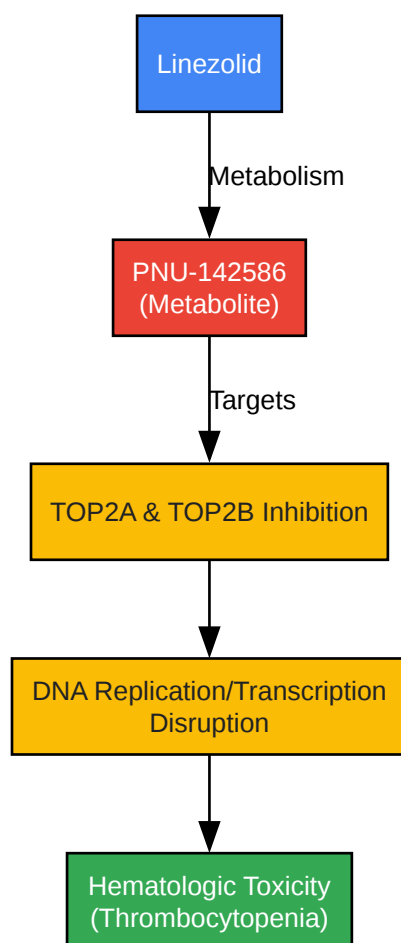 Linezolid
Metabolism
PNU-142586
(Metabolite)
Targets
TOP2A & TOP2B Inhibition
DNA Replication/Transcription
Disruption
Hematologic Toxicity
(Thrombocytopenia)